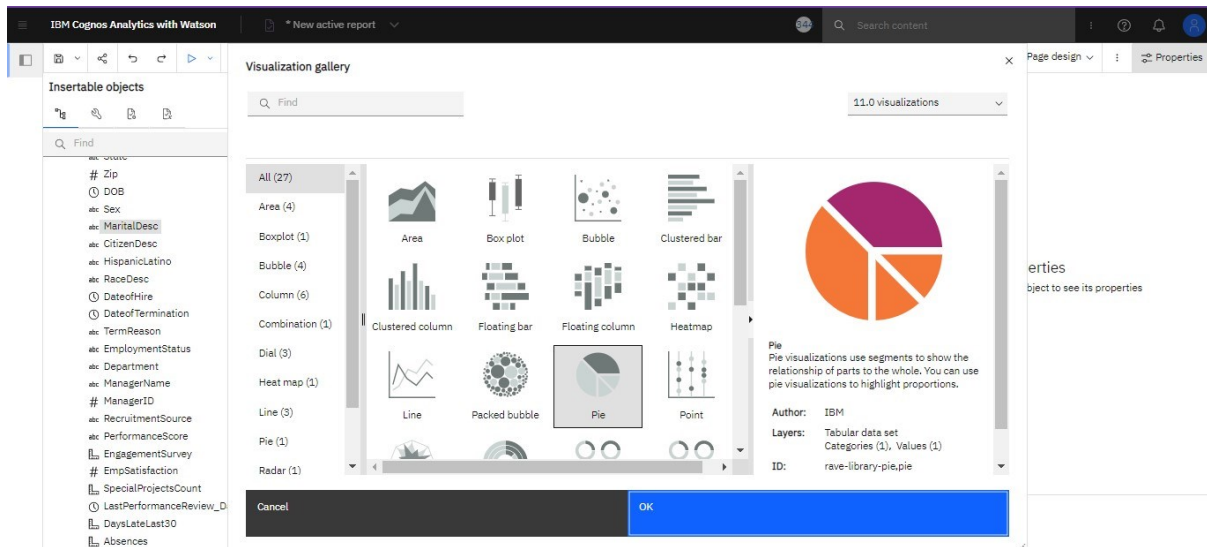 IBM Cognos Analytics with Watson
* New active report
344
Search content
Page design
Properties
Insertable objects
Find
State
# Zip
DOB
abc Sex
abc MaritalDesc
abc CitizenDesc
abc HispanicLatino
abc RaceDesc
DateofHire
DateofTermination
abc TermReason
abc EmploymentStatus
abc Department
abc ManagerName
# ManagerID
abc RecruitmentSource
abc PerformanceScore
EngagementSurvey
# EmpSatisfaction
SpecialProjectsCount
LastPerformanceReview_D
DaysLateLast30
Absences
Visualization gallery
Find
11.0 visualizations
All (27)
Area (4)
Boxplot (1)
Bubble (4)
Column (6)
Combination (1)
Dial (3)
Heat map (1)
Line (3)
Pie (1)
Radar (1)
Area
Box plot
Bubble
Clustered bar
Clustered column
Floating bar
Floating column
Heatmap
Line
Packed bubble
Pie
Point
Pie
Pie visualizations use segments to show the
relationship of parts to the whole. You can use
pie visualizations to highlight proportions.
Author: IBM
Layers: Tabular data set
Categories (1), Values (1)
ID: rave-library-pie,pie
Cancel
OK
erties
bject to see its properties